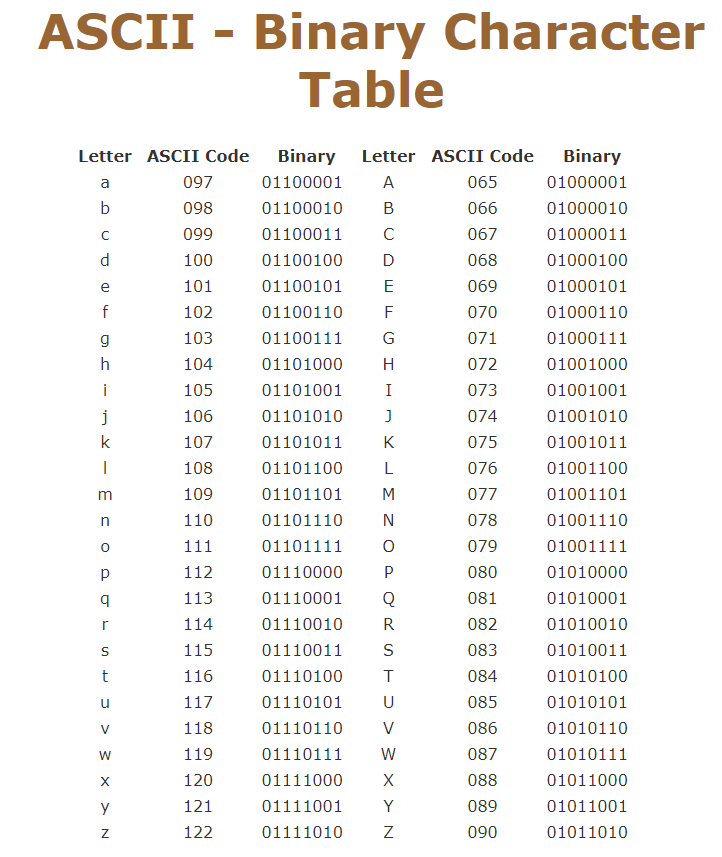 ASCII - Binary Character
Table
Letter ASCII Code Binary Letter ASCII Code Binary
a 097 01100001 A 065 01000001
b 098 01100010 B 066 01000010
c 099 01100011 C 067 01000011
d 100 01100100 D 068 01000100
e 101 01100101 E 069 01000101
f 102 01100110 F 070 01000110
g 103 01100111 G 071 01000111
h 104 01101000 H 072 01001000
i 105 01101001 I 073 01001001
j 106 01101010 J 074 01001010
k 107 01101011 K 075 01001011
l 108 01101100 L 076 01001100
m 109 01101101 M 077 01001101
n 110 01101110 N 078 01001110
o 111 01101111 O 079 01001111
p 112 01110000 P 080 01010000
q 113 01110001 Q 081 01010001
r 114 01110010 R 082 01010010
s 115 01110011 S 083 01010011
t 116 01110100 T 084 01010100
u 117 01110101 U 085 01010101
v 118 01110110 V 086 01010110
w 119 01110111 W 087 01010111
x 120 01111000 X 088 01011000
y 121 01111001 Y 089 01011001
z 122 01111010 Z 090 01011010